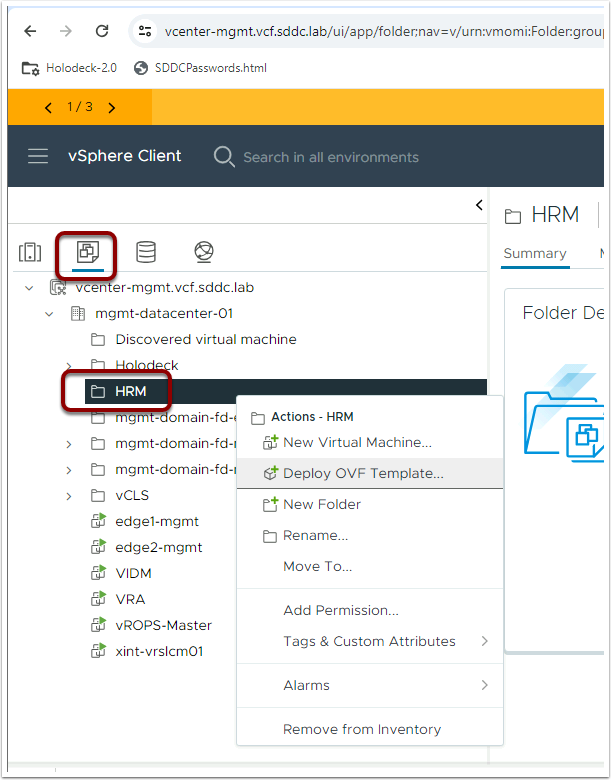 vcenter-mgmt.vcf.sddc.lab/ui/app/folder;nav=v/urn:vmomi:Folder:group
Holodeck-2.0 SDDCPasswords.html
1 / 3
vSphere Client Search in all environments
HRM
Summary
vcenter-mgmt.vcf.sddc.lab
mgmt-datacenter-01
Discovered virtual machine
Holodeck
HRM
mgmt-domain-fd-
mgmt-domain-fd-
mgmt-domain-fd-
vCLS
edge1-mgmt
edge2-mgmt
VIDM
VRA
vROPS-Master
xint-vrslcm01
Actions - HRM
New Virtual Machine...
Deploy OVF Template...
New Folder
Rename...
Move To...
Add Permission...
Tags & Custom Attributes
Alarms
Remove from Inventory
Folder De